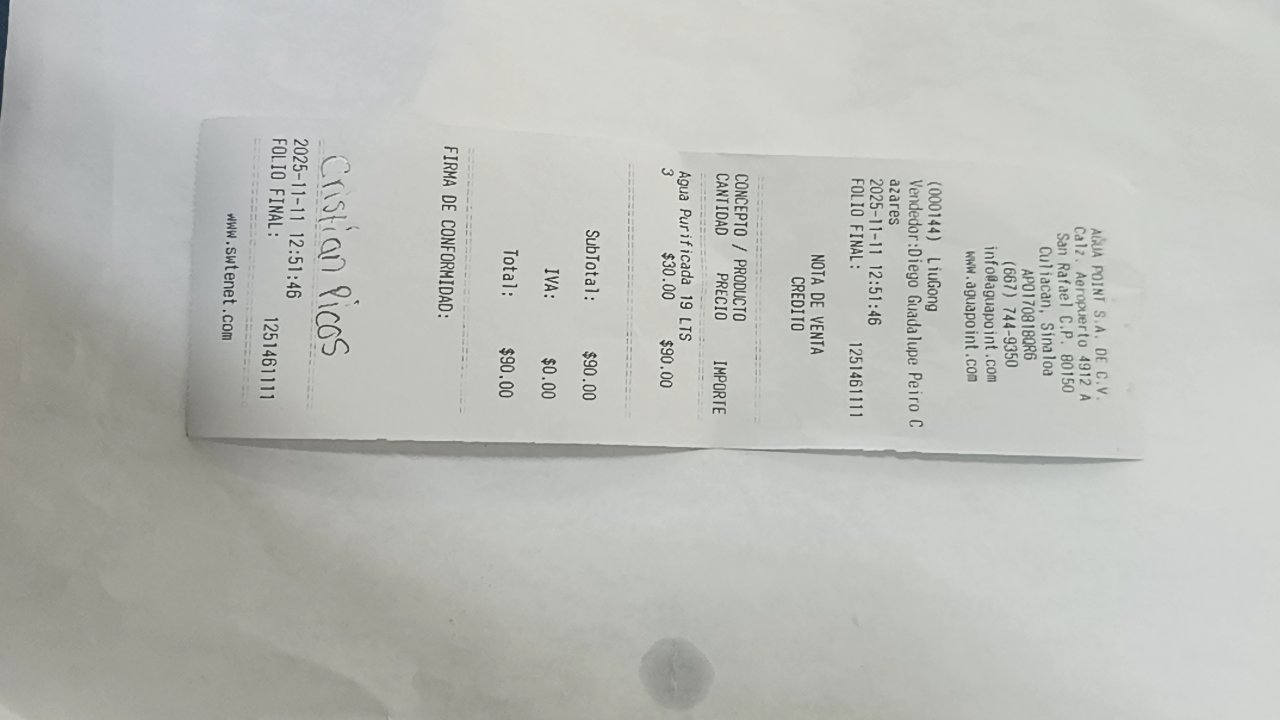 AGUA POINT S.A. DE C.V.
Calz. Aeropuerto 4912 A
San Rafael C.P. 80150
Culiacan, Sinaloa
APO170818QR6
(667) 744-9350
info@aguapoint.com
www.aguapoint.com
(000144) LiuGong
Vendedor:Diego Guadalupe Peiro C
azares
2025-11-11 12:51:46
FOLIO FINAL: 1251461111
NOTA DE VENTA
CREDITO
CONCEPTO / PRODUCTO
CANTIDAD PRECIO IMPORTE
Agua Purificada 19 LTS
3 $30.00 $90.00
SubTotal: $90.00
IVA: $0.00
Total: $90.00
FIRMA DE CONFORMIDAD:
Cristian Picos
2025-11-11 12:51:46
FOLIO FINAL: 1251461111
www.swtenet.com